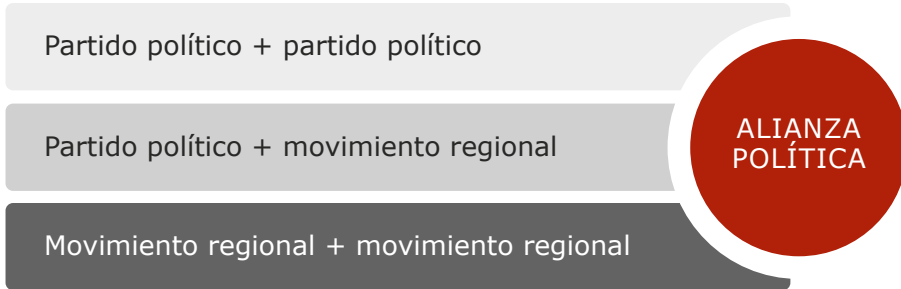 Partido político + partido político
Partido político + movimiento regional
Movimiento regional + movimiento regional
ALIANZA
POLÍTICA